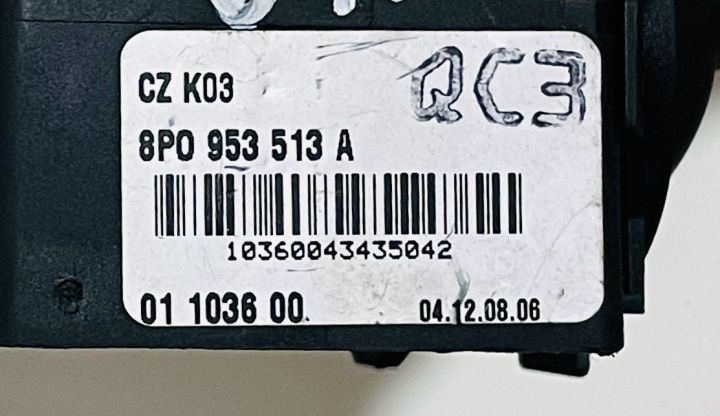 CZ K03
QC3
8P0 953 513 A
10360043435042
01 1036 00.
04.12.08.06